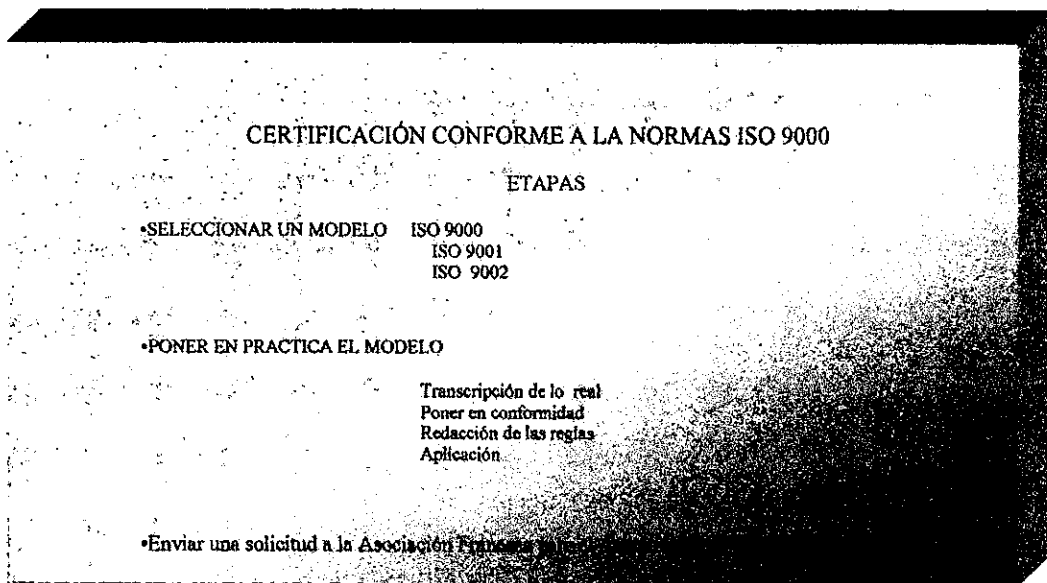 CERTIFICACIÓN CONFORME A LA NORMAS ISO 9000
ETAPAS
•SELECCIONAR UN MODELO ISO 9000
ISO 9001
ISO 9002
•PONER EN PRACTICA EL MODELO
Transcripción de lo real
Poner en conformidad
Redacción de las reglas
Aplicación
•Enviar una solicitud a la Asociación